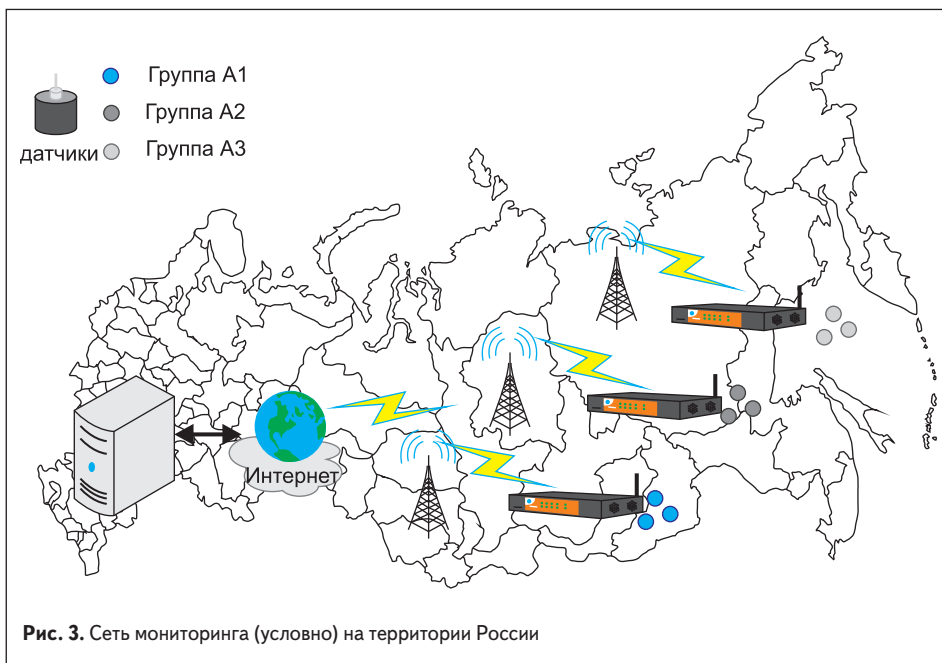 Группа А1
Группа А2
датчики
Группа А3
Интернет
Рис. 3. Сеть мониторинга (условно) на территории России